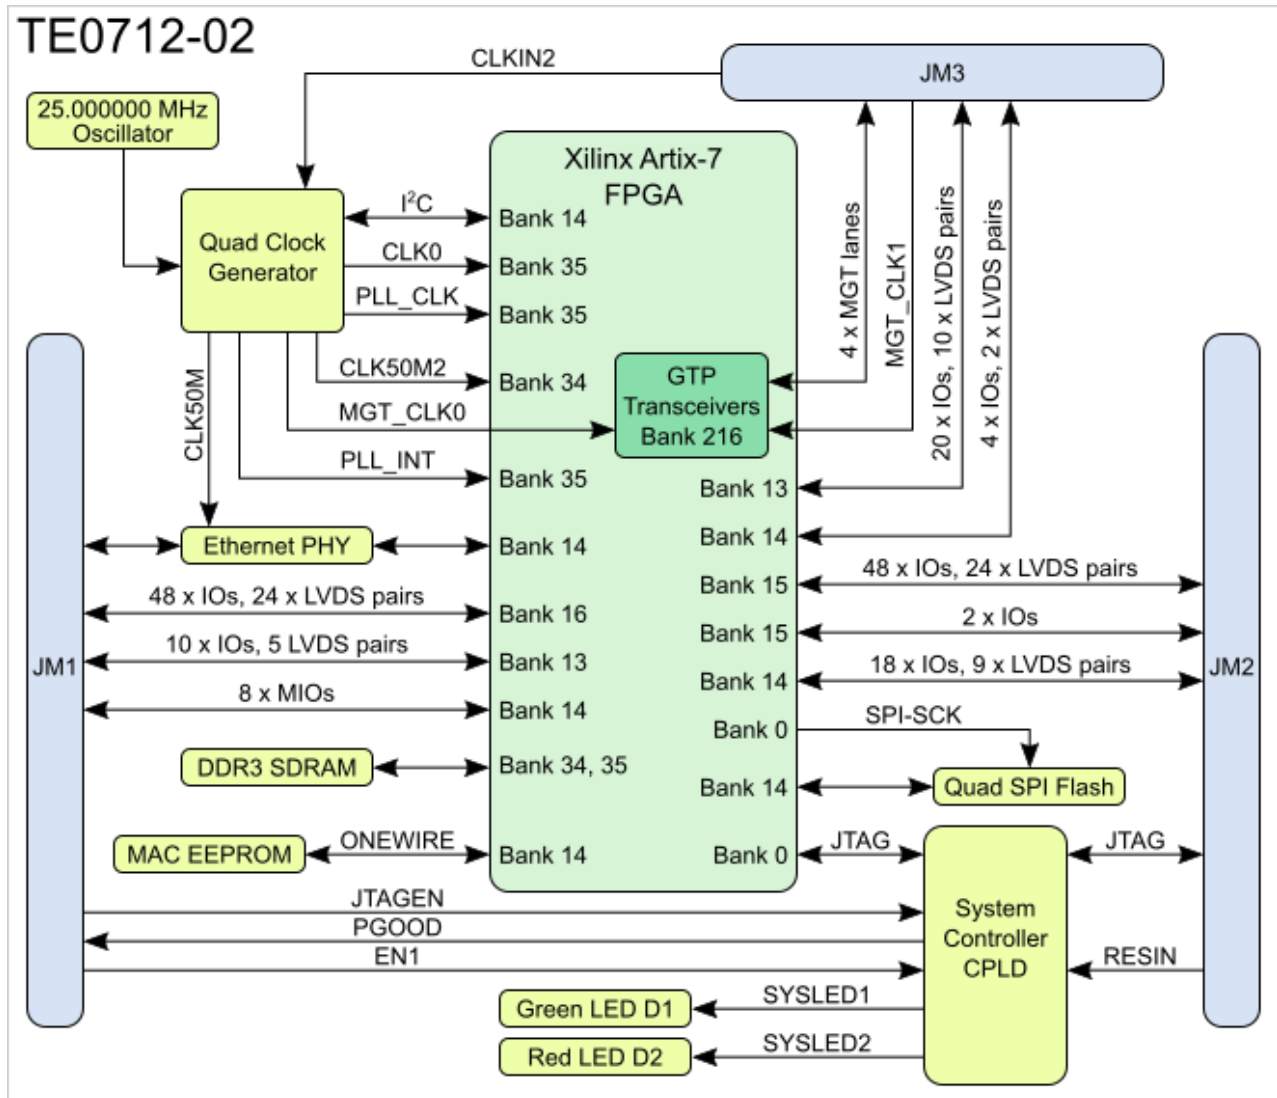 TE0712-02
CLKIN2
JM3
25.000000 MHz
Oscillator
Xilinx Artix-7
FPGA
Quad Clock
Generator
I²C
Bank 14
CLK0
Bank 35
PLL_CLK
Bank 35
CLK50M2
Bank 34
MGT_CLK0
CLK50M
PLL_INT
Bank 35
GTP
Transceivers
Bank 216
4 x MGT lanes
MGT_CLK1
20 x IOs, 10 x LVDS pairs
4 x IOs, 2 x LVDS pairs
Bank 13
Bank 14
Ethernet PHY
Bank 14
48 x IOs, 24 x LVDS pairs
Bank 16
10 x IOs, 5 LVDS pairs
Bank 13
JM1
8 x MIOs
Bank 14
Bank 15
48 x IOs, 24 x LVDS pairs
Bank 15
2 x IOs
Bank 14
18 x IOs, 9 x LVDS pairs
JM2
Bank 0
SPI-SCK
DDR3 SDRAM
Bank 34, 35
Bank 14
Quad SPI Flash
MAC EEPROM
ONEWIRE
Bank 14
Bank 0
JTAG
JTAG
JTAGEN
PGOOD
EN1
System
Controller
CPLD
RESIN
Green LED D1
SYSLED1
Red LED D2
SYSLED2